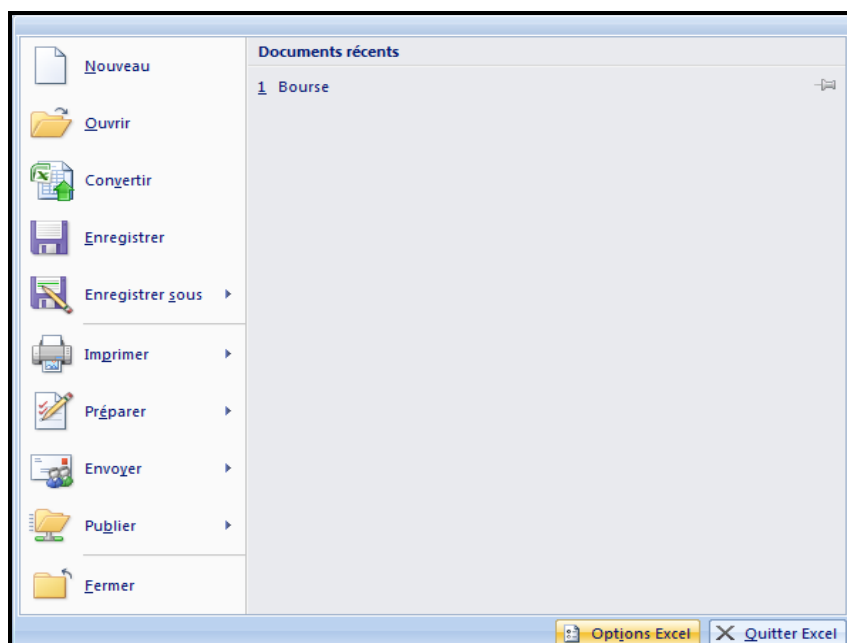 Nouveau
Ouvrir
Convertir
Enregistrer
Enregistrer sous
Imprimer
Préparer
Envoyer
Publier
Fermer
Documents récents
1 Bourse
Options Excel
Quitter Excel